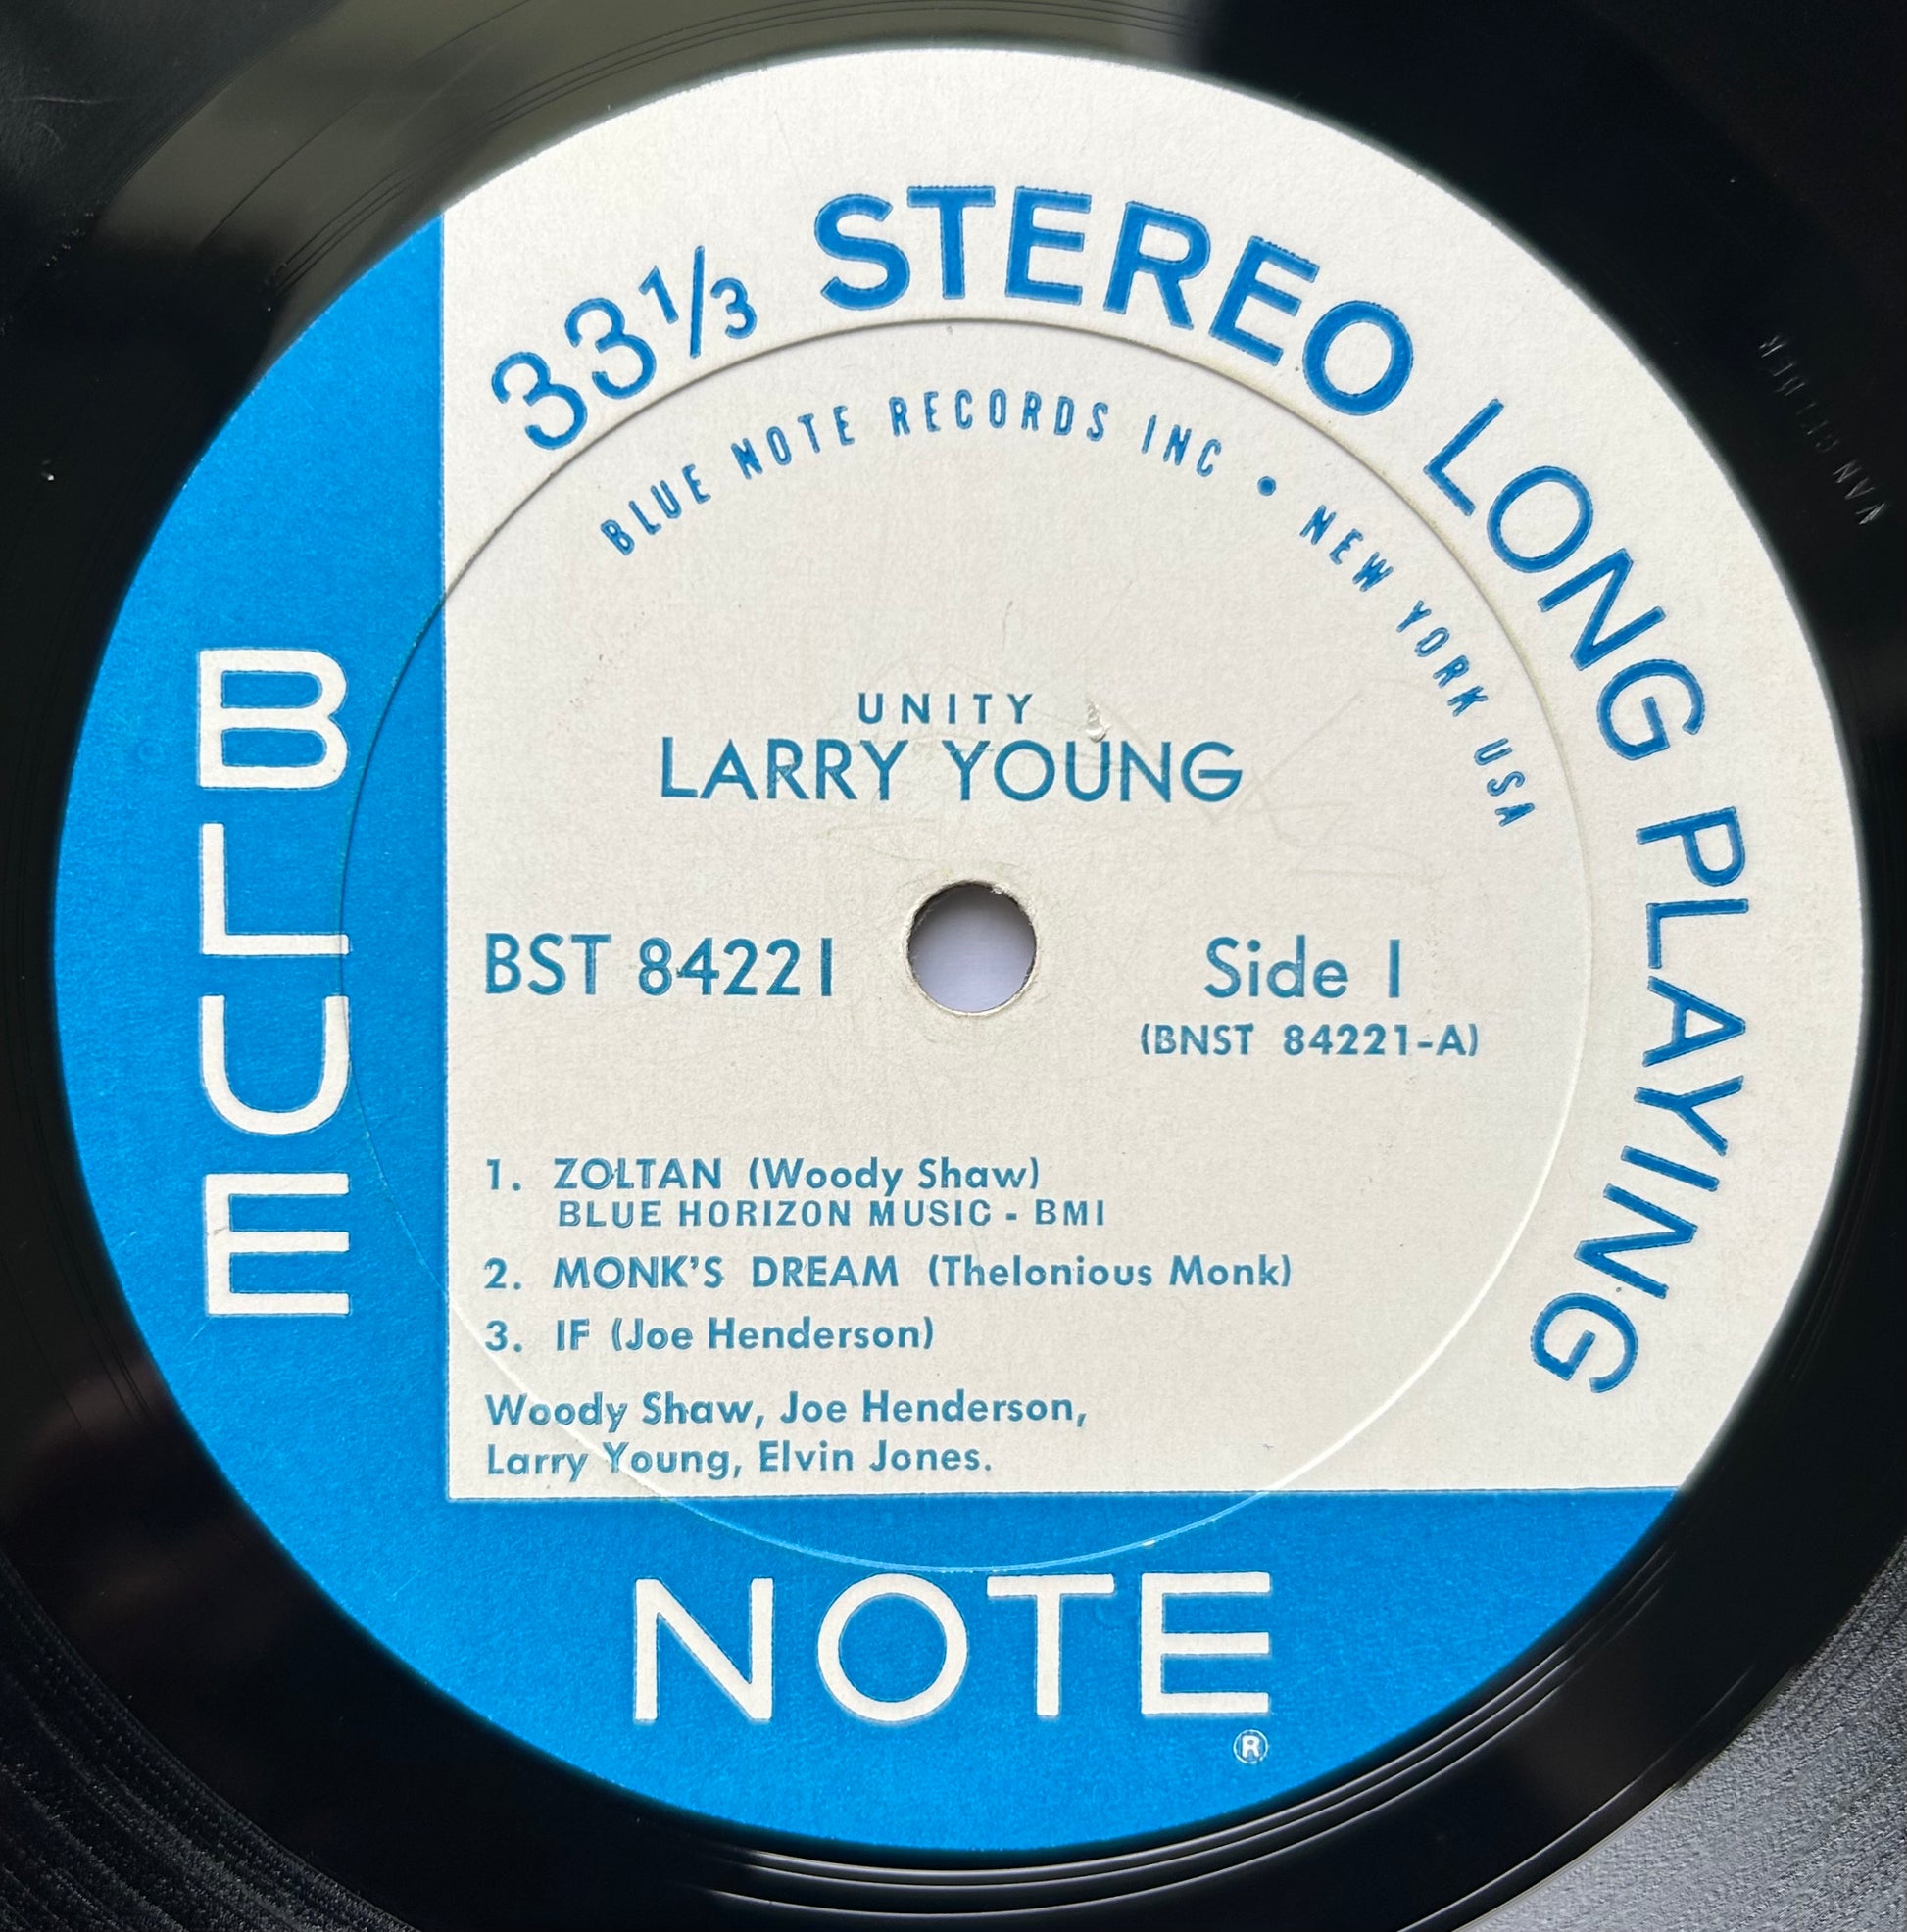 33⅓ STEREO LONG PLAYING
BLUE NOTE RECORDS INC • NEW YORK USA
UNITY
LARRY YOUNG
BST 84221
Side 1
(BNST 84221-A)
1. ZOLTAN (Woody Shaw)
BLUE HORIZON MUSIC - BMI
2. MONK'S DREAM (Thelonious Monk)
3. IF (Joe Henderson)
Woody Shaw, Joe Henderson,
Larry Young, Elvin Jones.
BLUE
NOTE
®
VAN GELDER